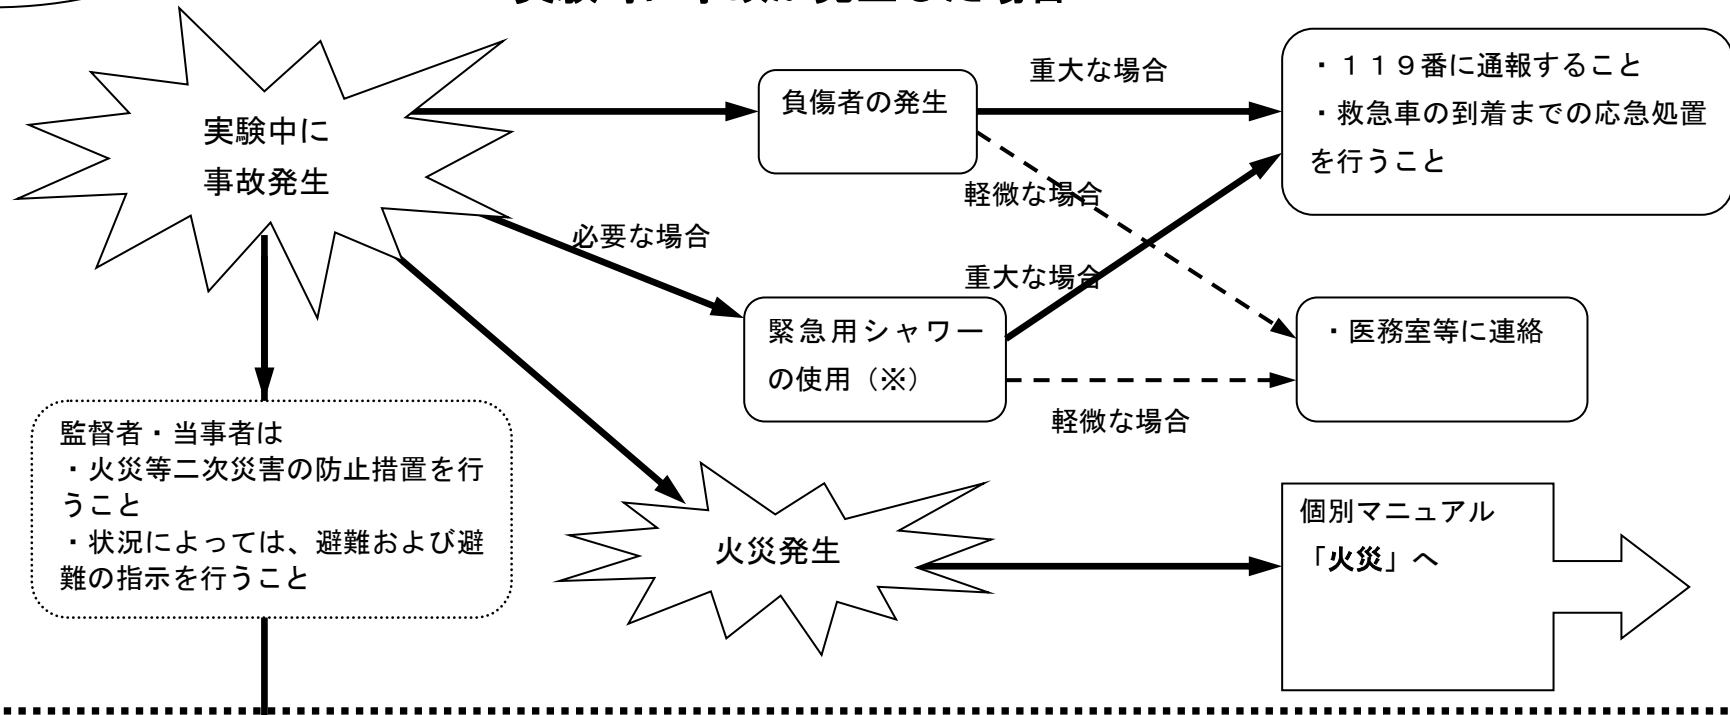 実験中に
事故発生
負傷者の発生
重大な場合
・１１９番に通報すること
・救急車の到着までの応急処置
を行うこと
軽微な場合
必要な場合
重大な場合
緊急用シャワー
の使用（※）
・医務室等に連絡
軽微な場合
監督者・当事者は
・火災等二次災害の防止措置を行
うこと
・状況によっては、避難および避
難の指示を行うこと
火災発生
個別マニュアル
「火災」へ